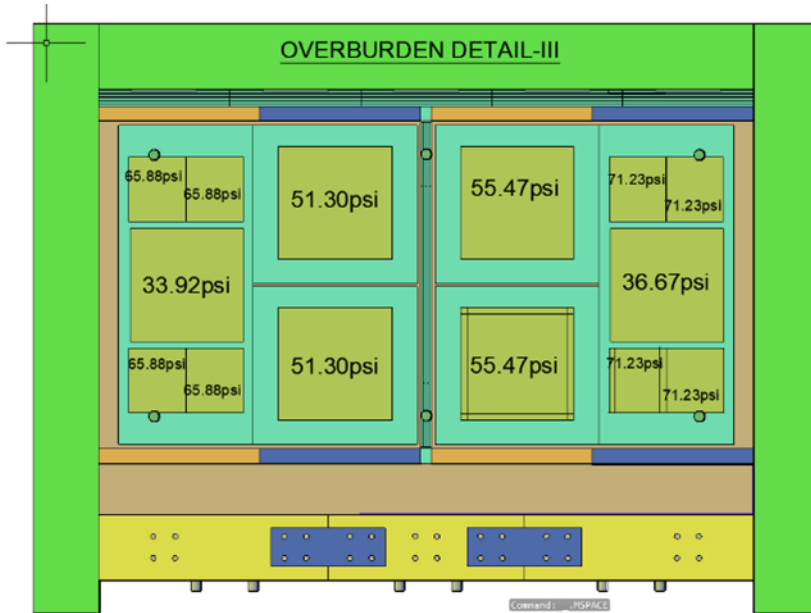 OVERBURDEN DETAIL-III
65.88psi
65.88psi
51.30psi
55.47psi
71.23psi
71.23psi
33.92psi
36.67psi
65.88psi
65.88psi
51.30psi
55.47psi
71.23psi
71.23psi
Command: _.MSPACE